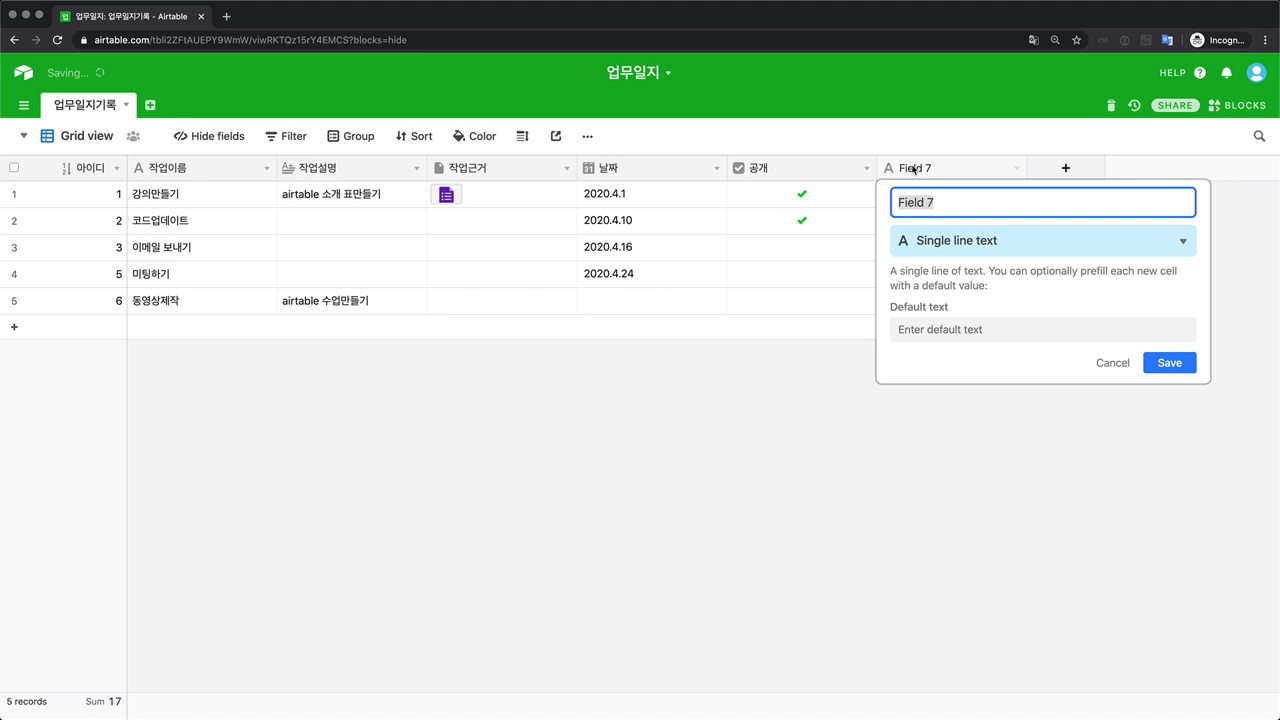 업무일지: 업무일지기록 - Airtable
airtable.com/tbli2ZFtAUEPY9WmW/viwRKTQz15rY4EMCS?blocks=hide
Incogn...
Saving...
업무일지
HELP
업무일지기록
SHARE
BLOCKS
Grid view
Hide fields
Filter
Group
Sort
Color
아이디 작업이름 작업설명 작업근거 날짜 공개 Field 7
1 1 강의만들기 airtable 소개 표만들기 2020.4.1
2 2 코드업데이트 2020.4.10
3 3 이메일 보내기 2020.4.16
4 5 미팅하기 2020.4.24
5 6 동영상제작 airtable 수업만들기
Field 7
Single line text
A single line of text. You can optionally prefill each new cell
with a default value:
Default text
Enter default text
Cancel
Save
5 records
Sum 17